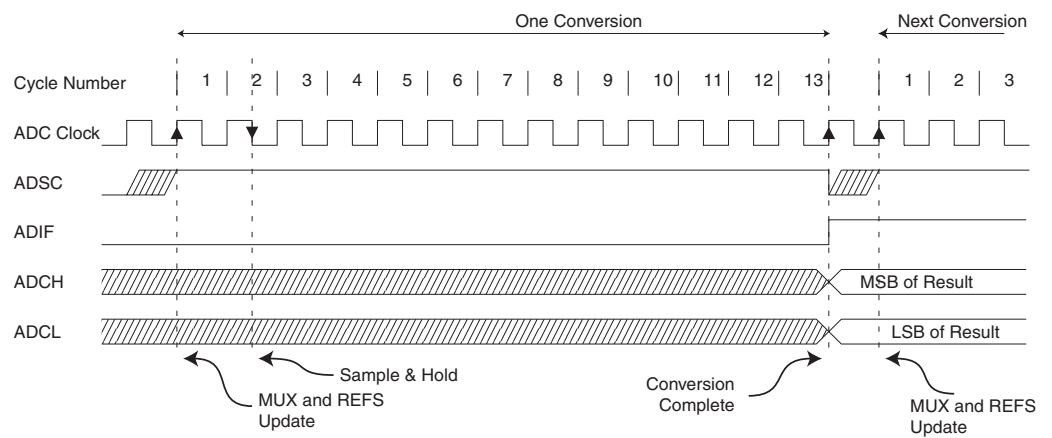 One Conversion
Next Conversion
Cycle Number 1 2 3 4 5 6 7 8 9 10 11 12 13 1 2 3
ADC Clock
ADSC
ADIF
ADCH
MSB of Result
ADCL
LSB of Result
Sample & Hold
MUX and REFS
Update
Conversion
Complete
MUX and REFS
Update